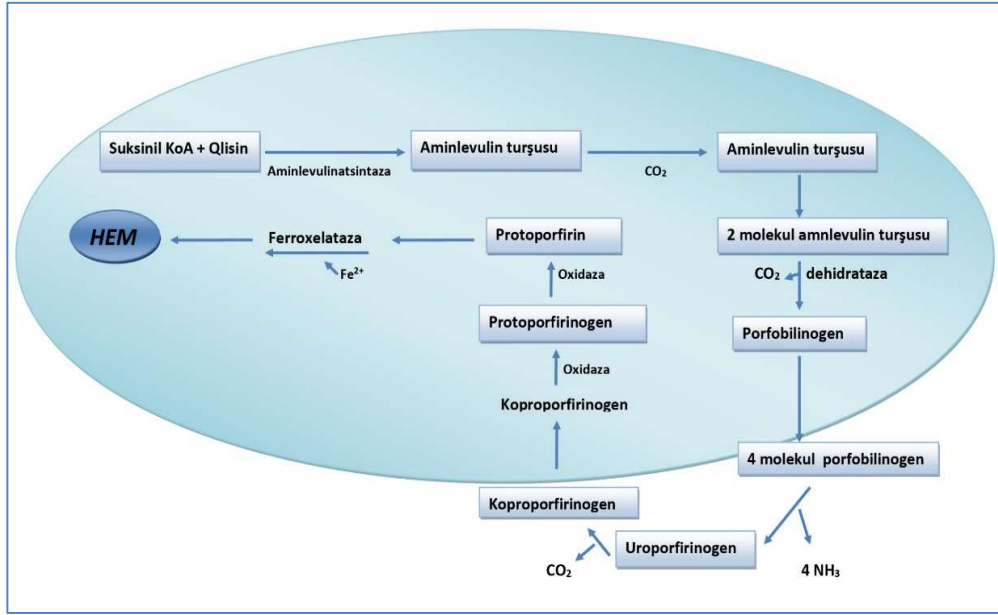 Suksinil KoA + Qlisin
Aminlevulinatsintaza
Aminlevulin turşusu
CO₂
Aminlevulin turşusu
2 molekul amnlevulin turşusu
CO₂
dehidrataza
Porfobilinogen
4 molekul porfobilinogen
4 NH₃
Uroporfirinogen
CO₂
Koproporfirinogen
Koproporfirinogen
Oxidaza
Protoporfirinogen
Oxidaza
Protoporfirin
Ferroxelataza
Fe²⁺
HEM